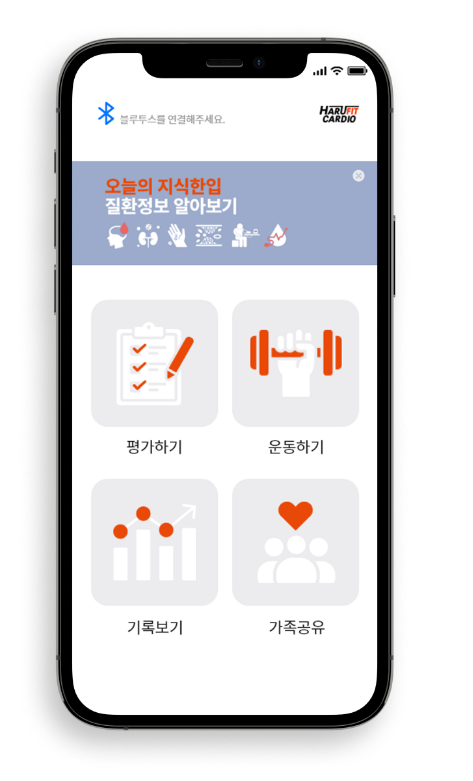 블루투스를 연결해주세요.
HARUFIT
CARDIO
오늘의 지식한입
질환정보 알아보기
평가하기
운동하기
기록보기
가족공유